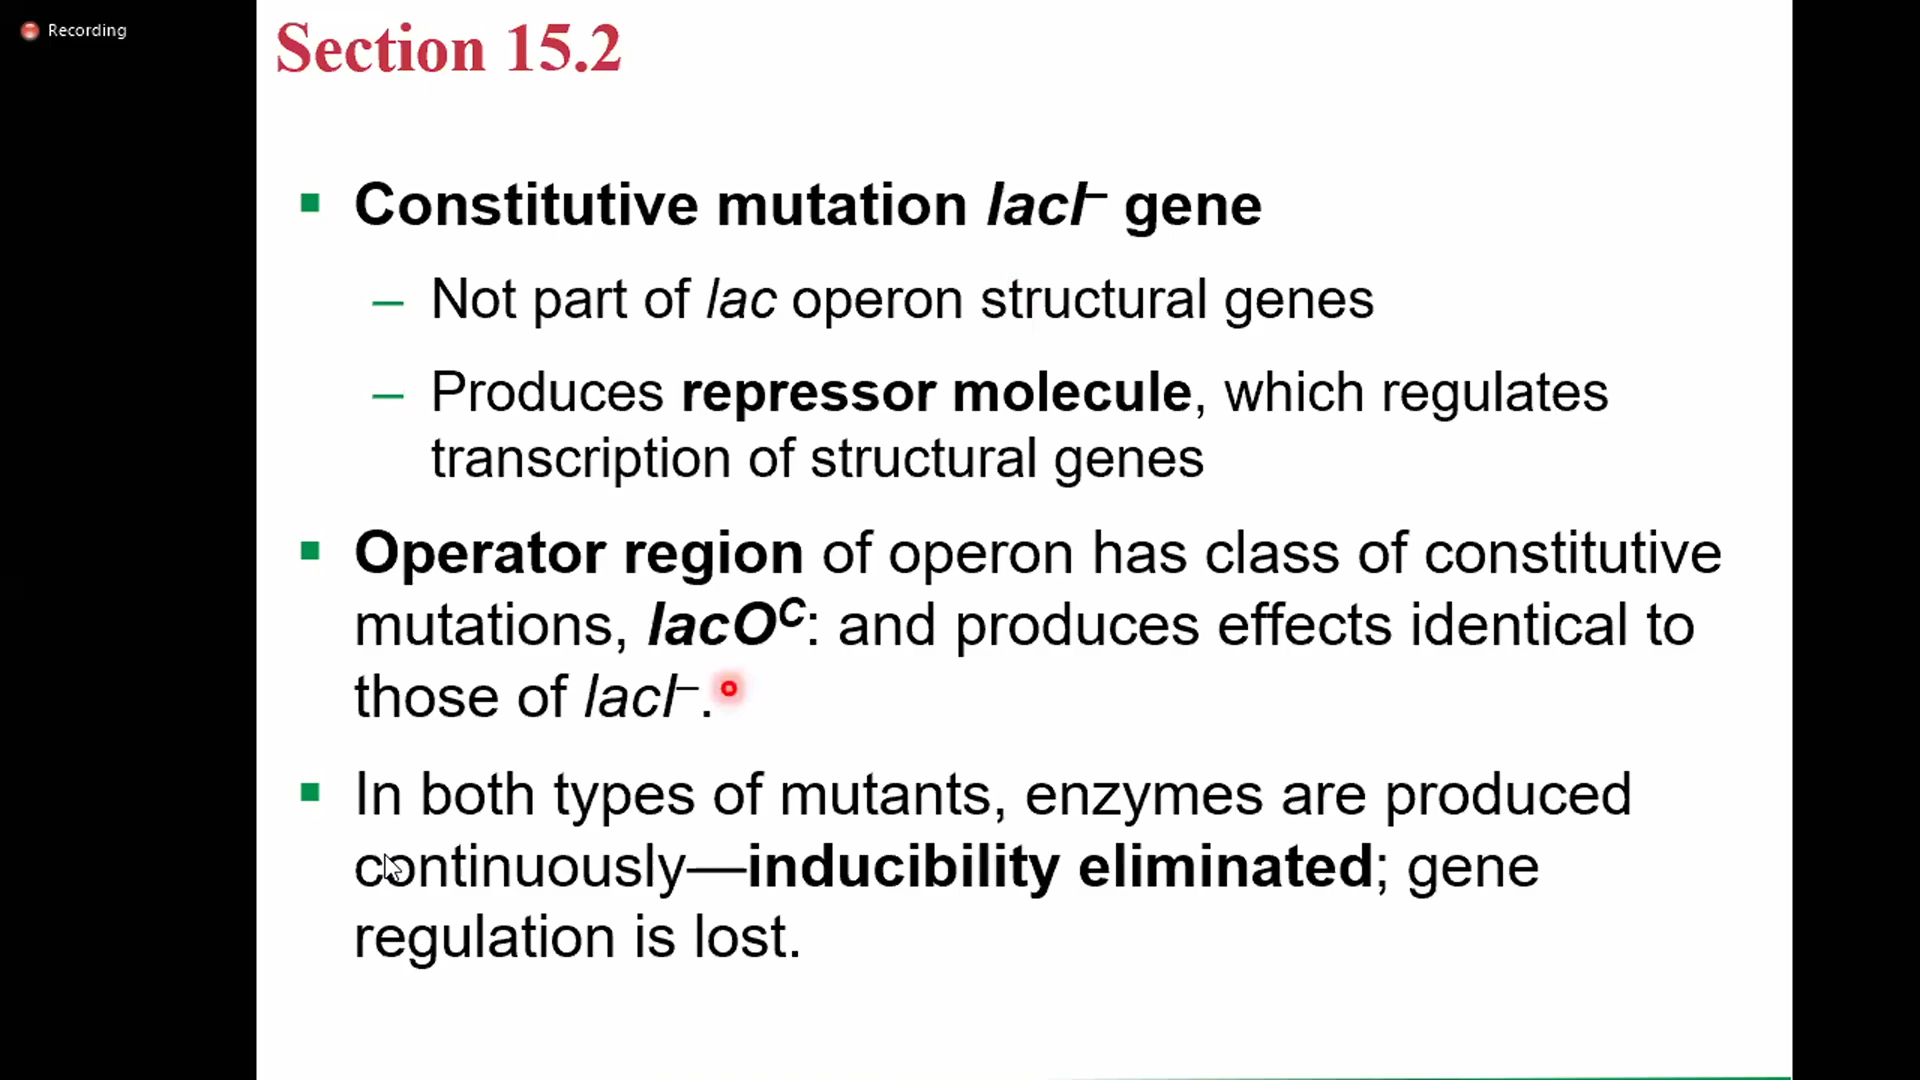 Recording
Section 15.2
Constitutive mutation lacI⁻ gene
– Not part of lac operon structural genes
– Produces repressor molecule, which regulates
transcription of structural genes
Operator region of operon has class of constitutive
mutations, lacOᶜ: and produces effects identical to
those of lacI⁻.
In both types of mutants, enzymes are produced
continuously—inducibility eliminated; gene
regulation is lost.